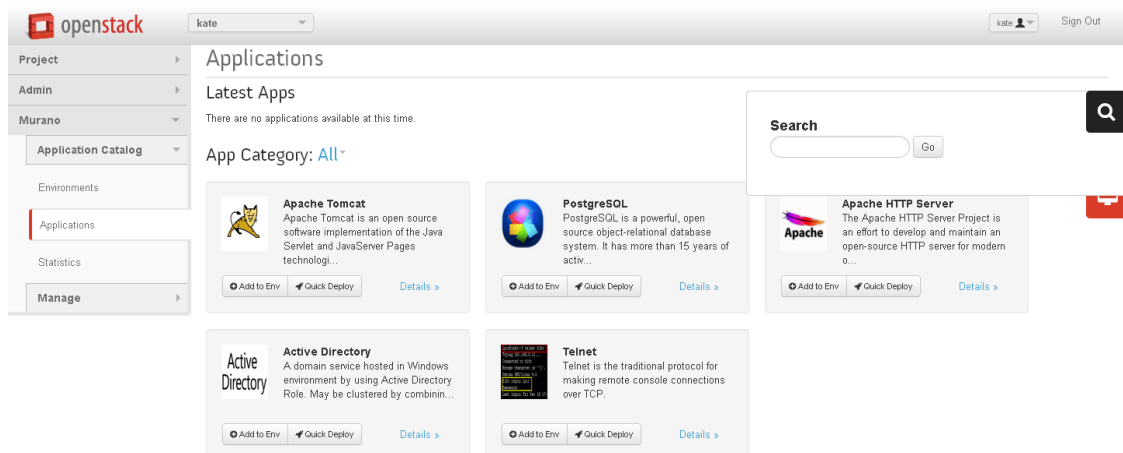 openstack
kate
kate
Sign Out
Project
Admin
Murano
Application Catalog
Environments
Applications
Statistics
Manage
Applications
Latest Apps
There are no applications available at this time.
Search
Go
App Category: All
Apache Tomcat
Apache Tomcat is an open source
software implementation of the Java
Servlet and JavaServer Pages
technologi...
Add to Env
Quick Deploy
Details »
PostgreSQL
PostgreSQL is a powerful, open
source object-relational database
system. It has more than 15 years of
activ...
Add to Env
Quick Deploy
Details »
Apache
Apache HTTP Server
The Apache HTTP Server Project is
an effort to develop and maintain an
open-source HTTP server for modern
o...
Add to Env
Quick Deploy
Details »
Active
Directory
Active Directory
A domain service hosted in Windows
environment by using Active Directory
Role. May be clustered by combinin...
Add to Env
Quick Deploy
Details »
Telnet
Telnet is the traditional protocol for
making remote console connections
over TCP.
Add to Env
Quick Deploy
Details »